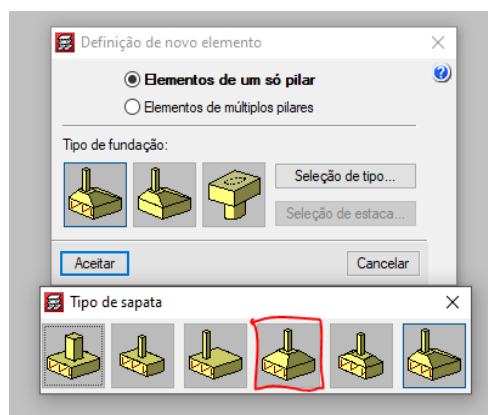 Definição de novo elemento
Elementos de um só pilar
Elementos de múltiplos pilares
Tipo de fundação:
Seleção de tipo...
Seleção de estaca...
Aceitar
Cancelar
Tipo de sapata